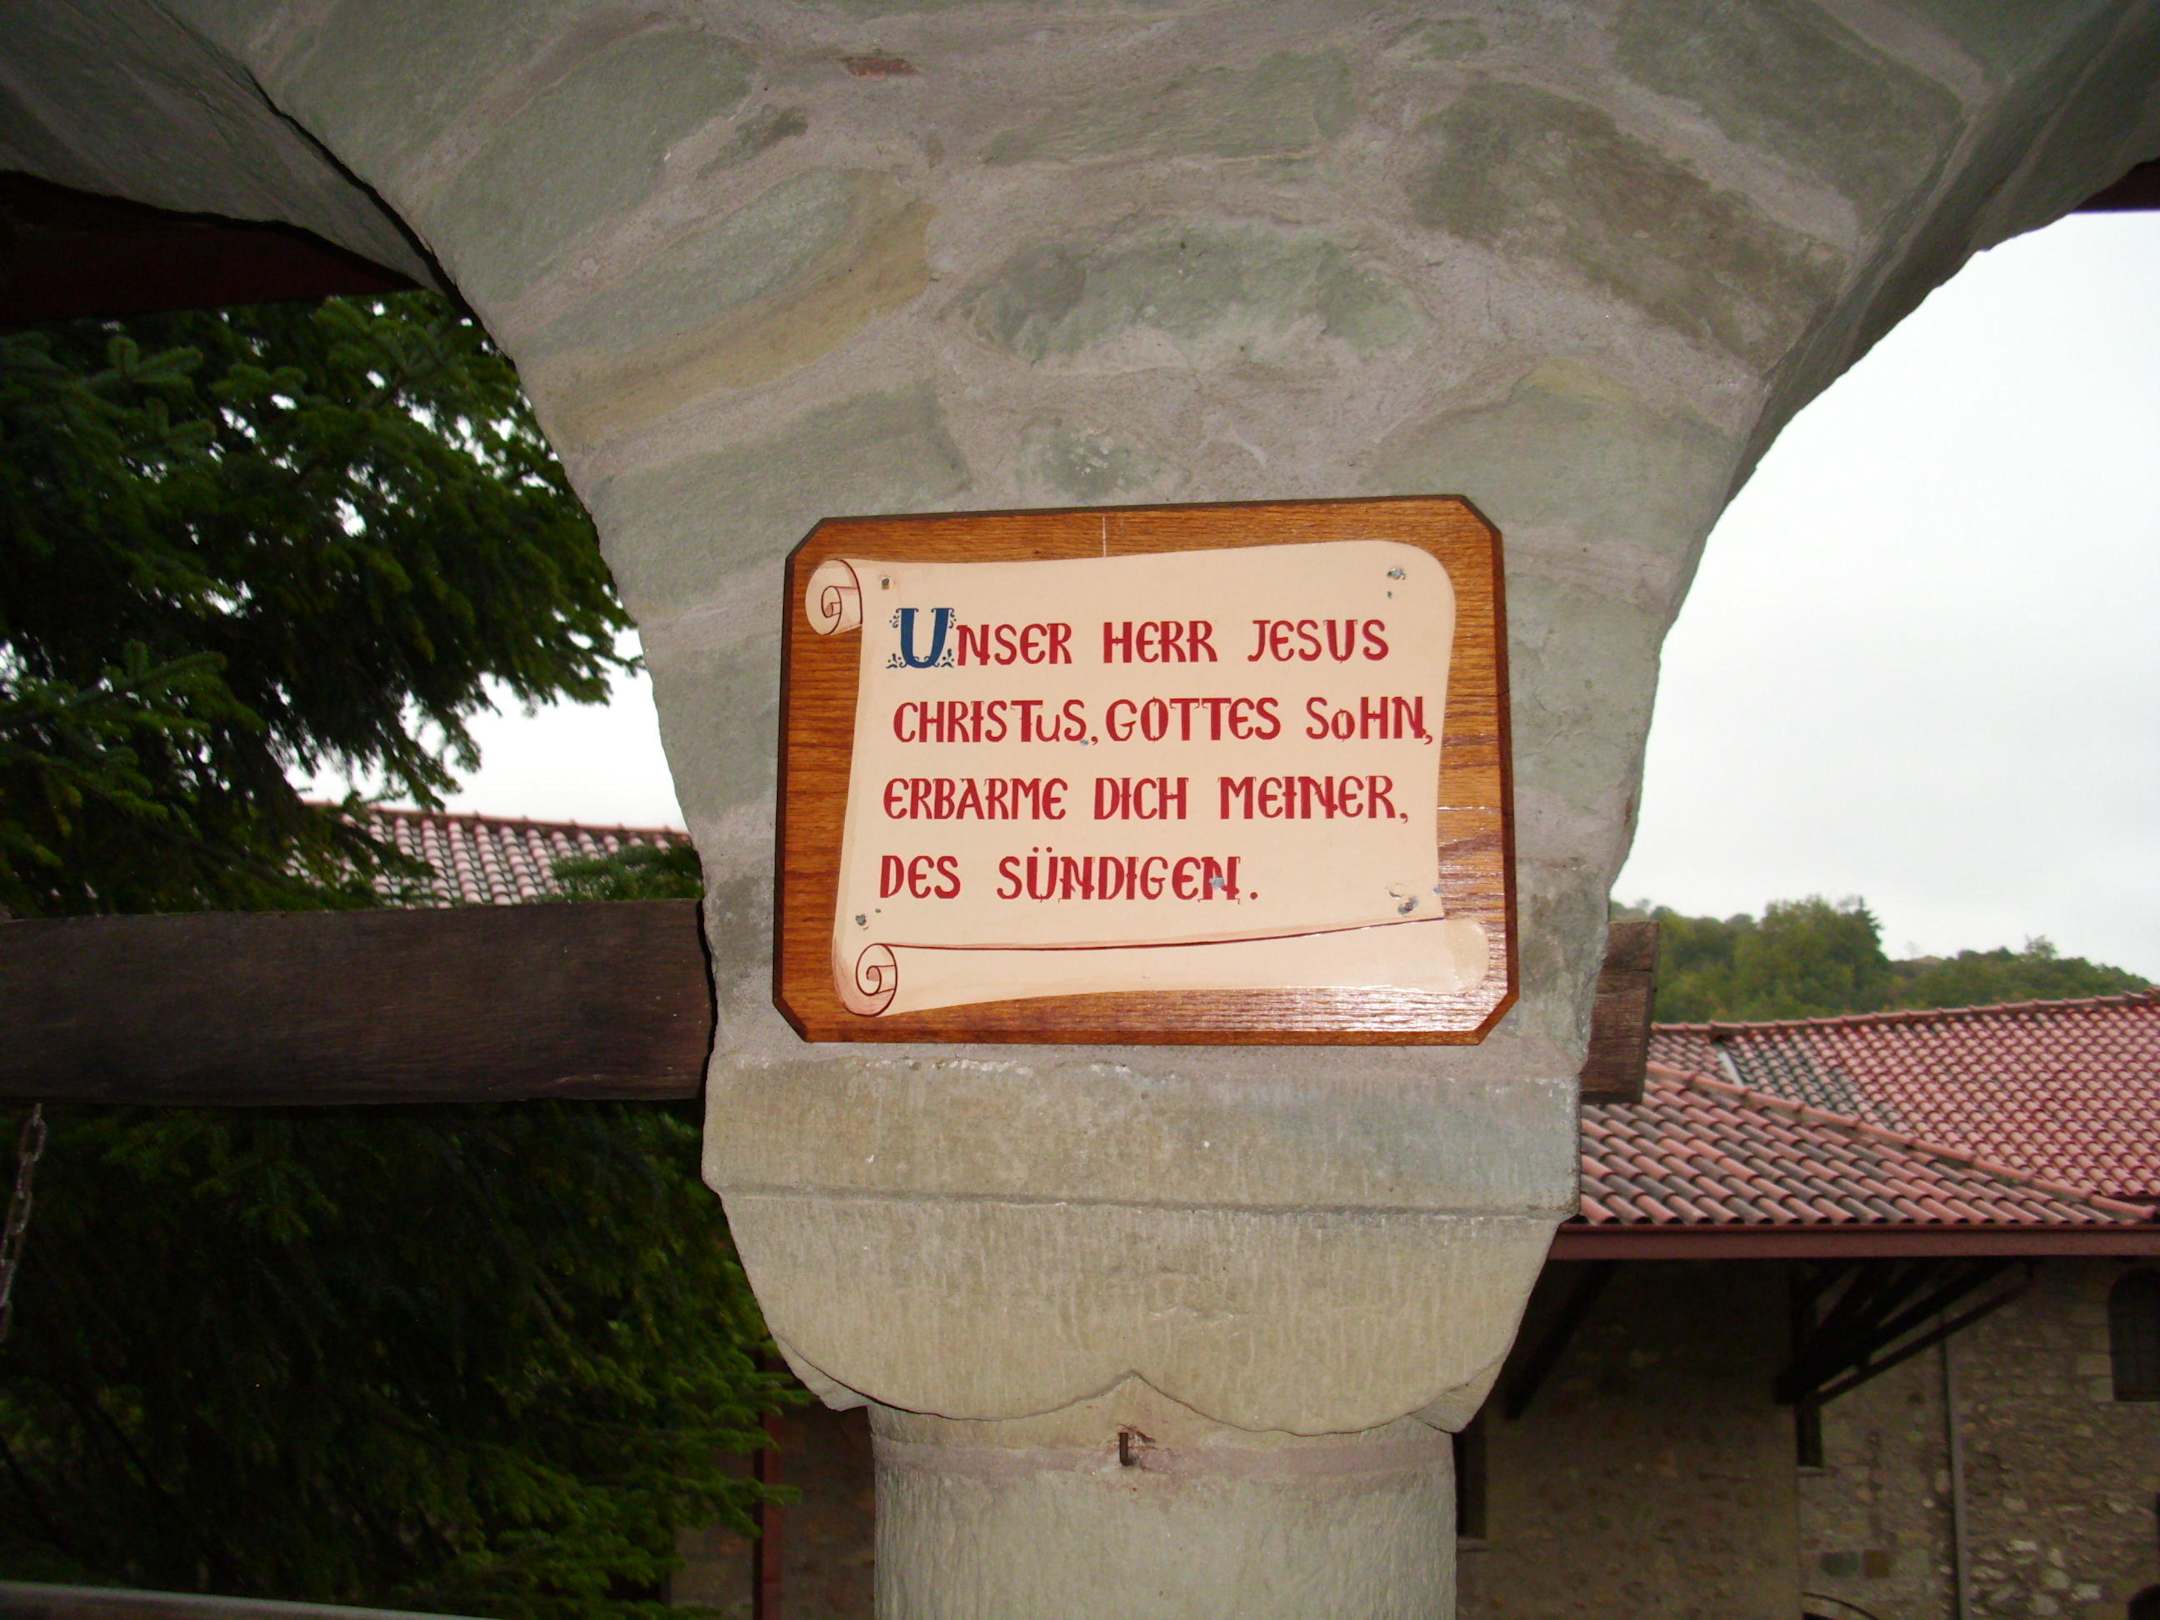 UNSER HERR JESUS
CHRISTuS, GOTTES SoHN,
ERBARME DICH MEINER,
DES SÜNDIGEN.